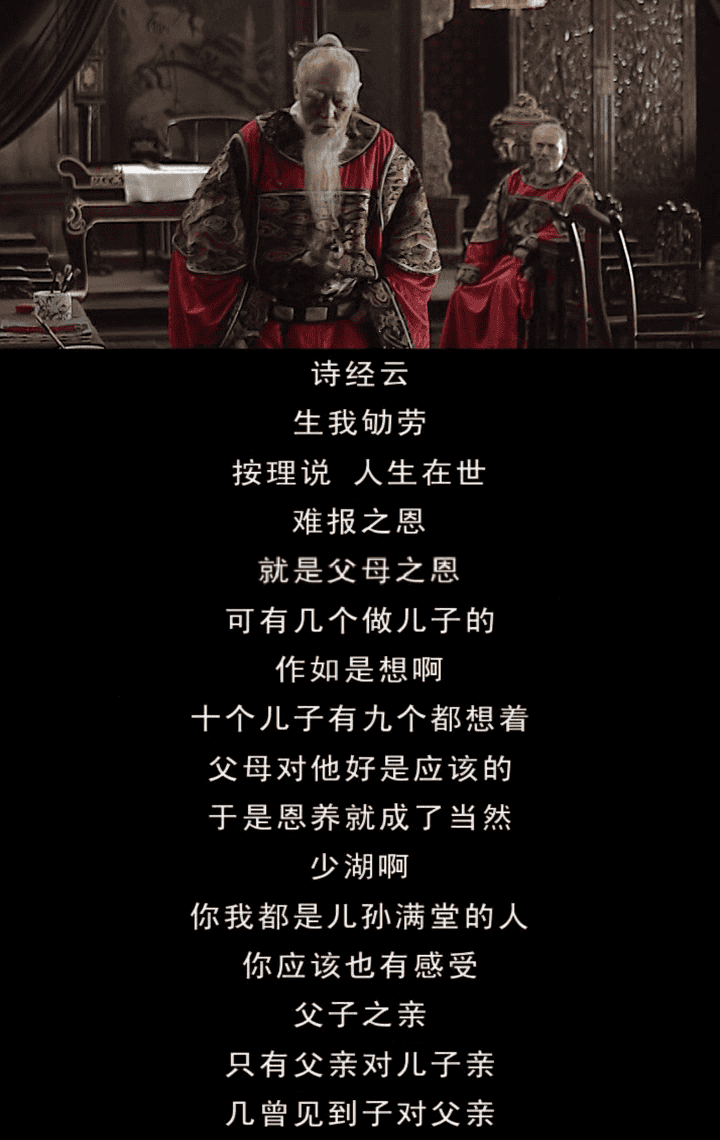 诗经云
生我劬劳
按理说 人生在世
难报之恩
就是父母之恩
可有几个做儿子的
作如是想啊
十个儿子有九个都想着
父母对他好是应该的
于是恩养就成了当然
少湖啊
你我都是儿孙满堂的人
你应该也有感受
父子之亲
只有父亲对儿子亲
几曾见到子对父亲